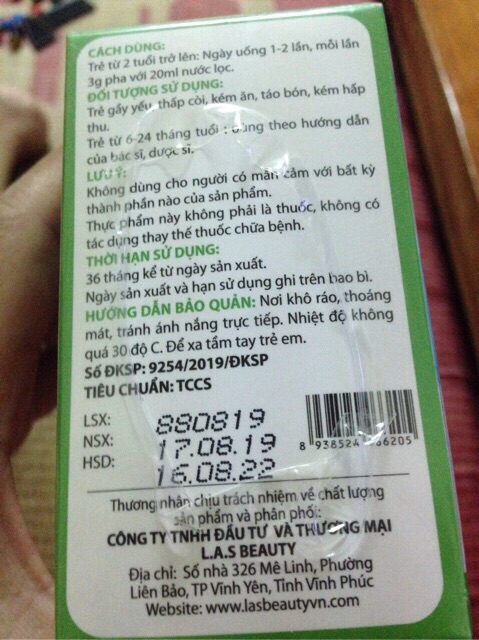 CÁCH DÙNG:
Trẻ từ 2 tuổi trở lên: Ngày uống 1-2 lần, mỗi lần
3g pha với 20ml nước lọc.
ĐỐI TƯỢNG SỬ DỤNG:
Trẻ gầy yếu, thấp còi, kém ăn, táo bón, kém hấp
thu.
Trẻ từ 6-24 tháng tuổi : dùng theo hướng dẫn
của bác sĩ, dược sĩ.
LƯU Ý:
Không dùng cho người có mẫn cảm với bất kỳ
thành phần nào của sản phẩm.
Thực phẩm này không phải là thuốc, không có
tác dụng thay thế thuốc chữa bệnh.
THỜI HẠN SỬ DỤNG:
36 tháng kể từ ngày sản xuất.
Ngày sản xuất và hạn sử dụng ghi trên bao bì.
HƯỚNG DẪN BẢO QUẢN: Nơi khô ráo, thoáng
mát, tránh ánh nắng trực tiếp. Nhiệt độ không
quá 30 độ C. Để xa tầm tay trẻ em.
Số ĐKSP: 9254/2019/ĐKSP
TIÊU CHUẨN: TCCS
LSX: 880819
NSX: 17.08.19
HSD: 16.08.22
8 938524 66205
Thương nhân chịu trách nhiệm về chất lượng
sản phẩm và phân phối:
CÔNG TY TNHH ĐẦU TƯ VÀ THƯƠNG MẠI
L.A.S BEAUTY
Địa chỉ: Số nhà 326 Mê Linh, Phường
Liên Bảo, TP Vĩnh Yên, Tỉnh Vĩnh Phúc
Website: www.lasbeautyvn.com